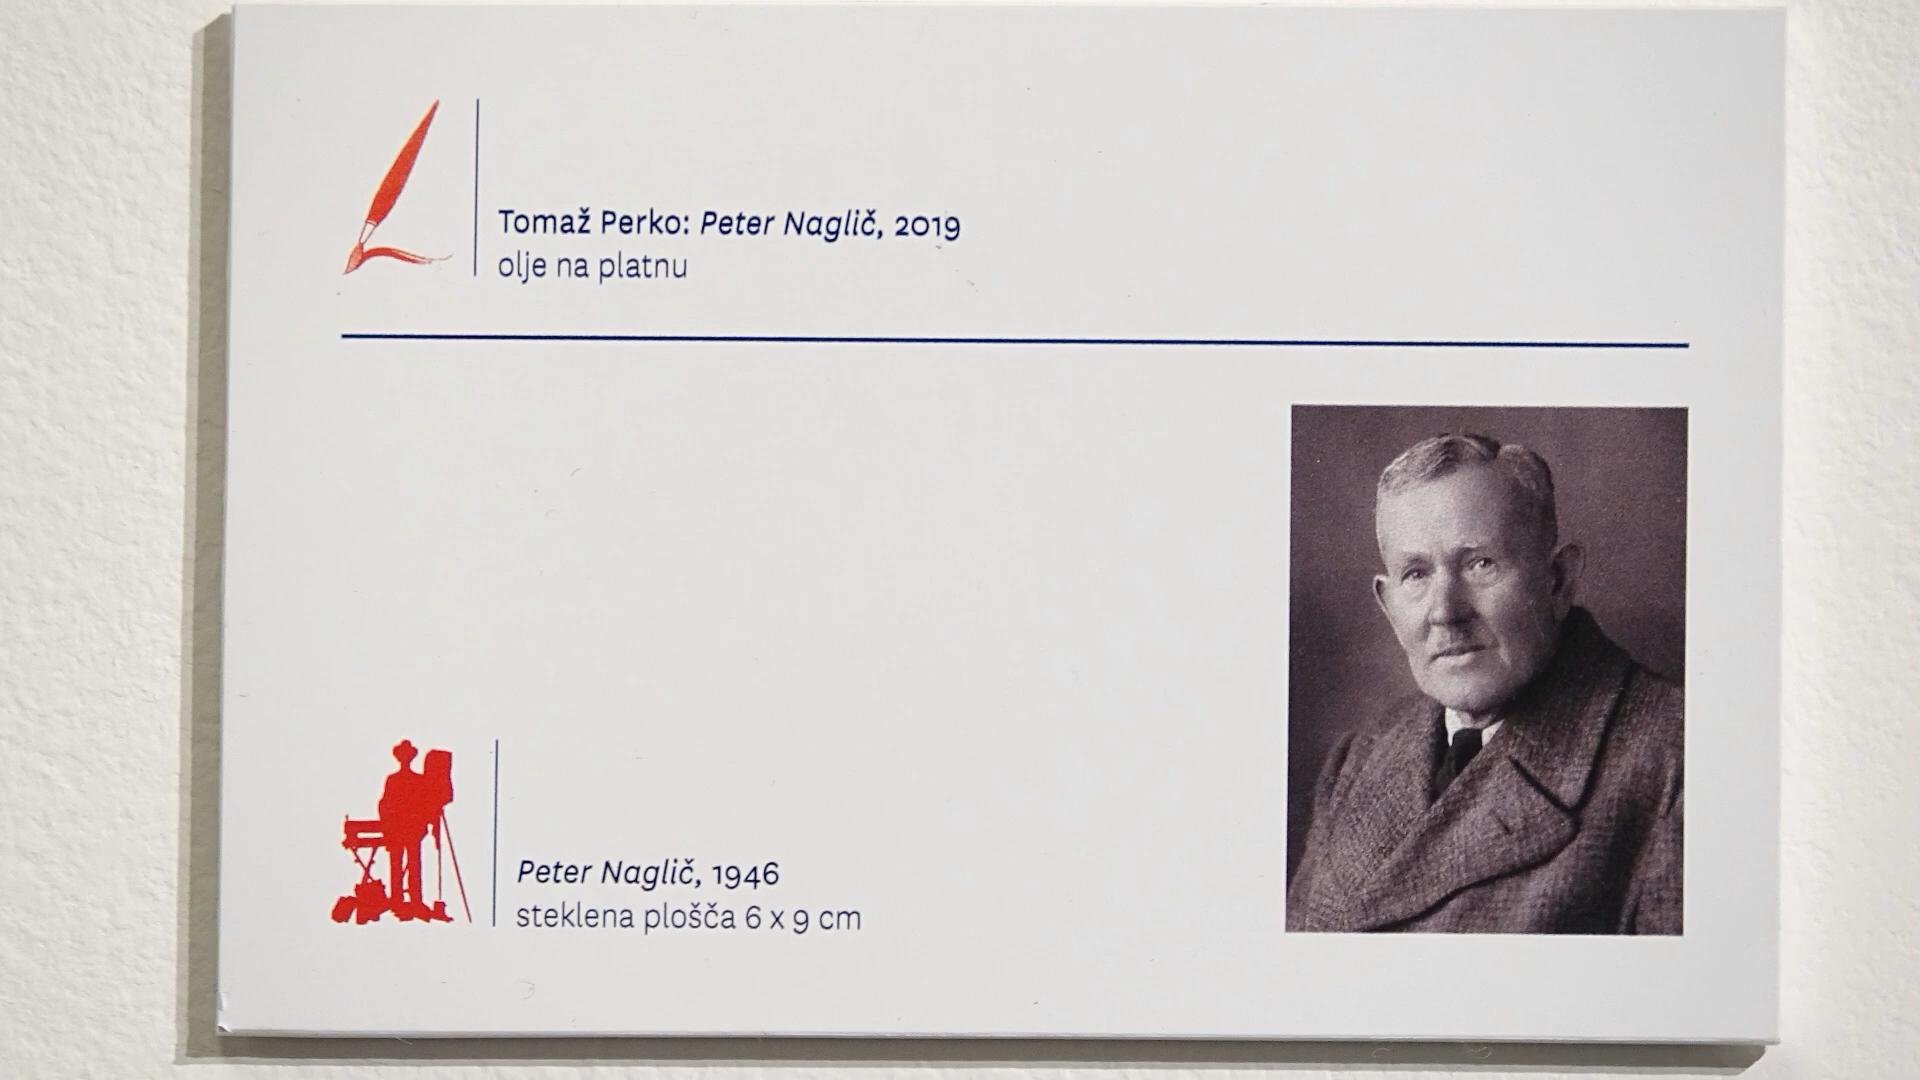 Tomaž Perko: Peter Naglič, 2019
olje na platnu
Peter Naglič, 1946
steklena plošča 6 x 9 cm